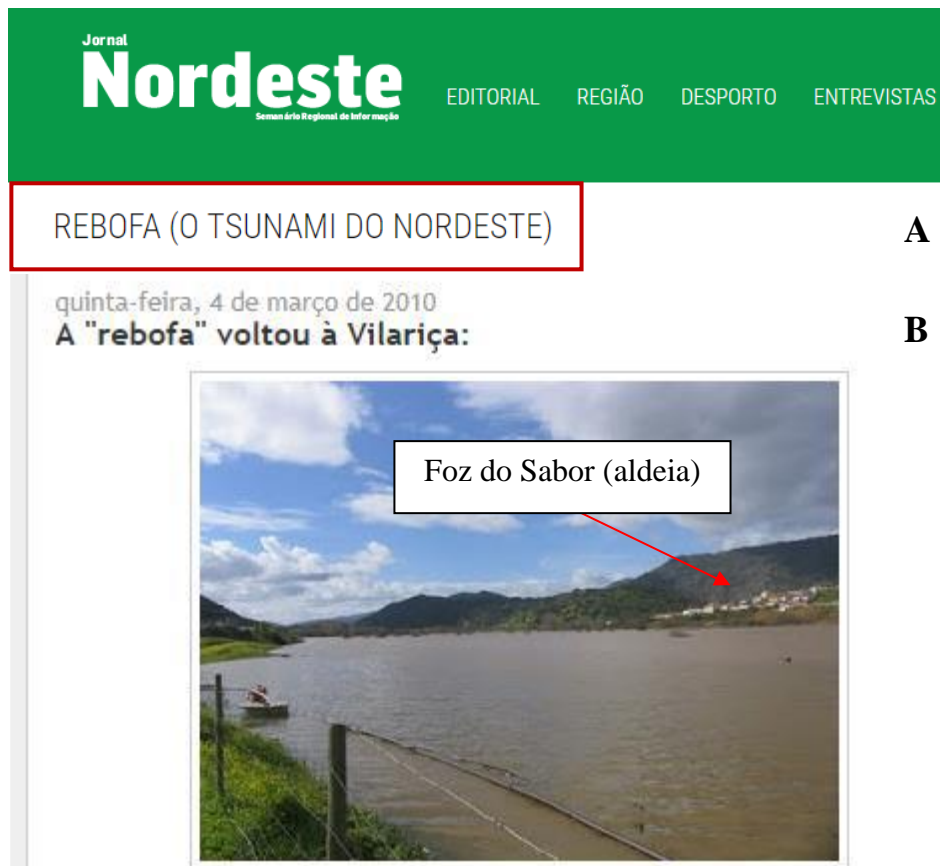 Jornal
Nordeste
Semanário Regional de Informação
EDITORIAL REGIÃO DESPORTO ENTREVISTAS
REBOFA (O TSUNAMI DO NORDESTE)
A
quinta-feira, 4 de março de 2010
A "rebofa" voltou à Vilariça:
B
Foz do Sabor (aldeia)